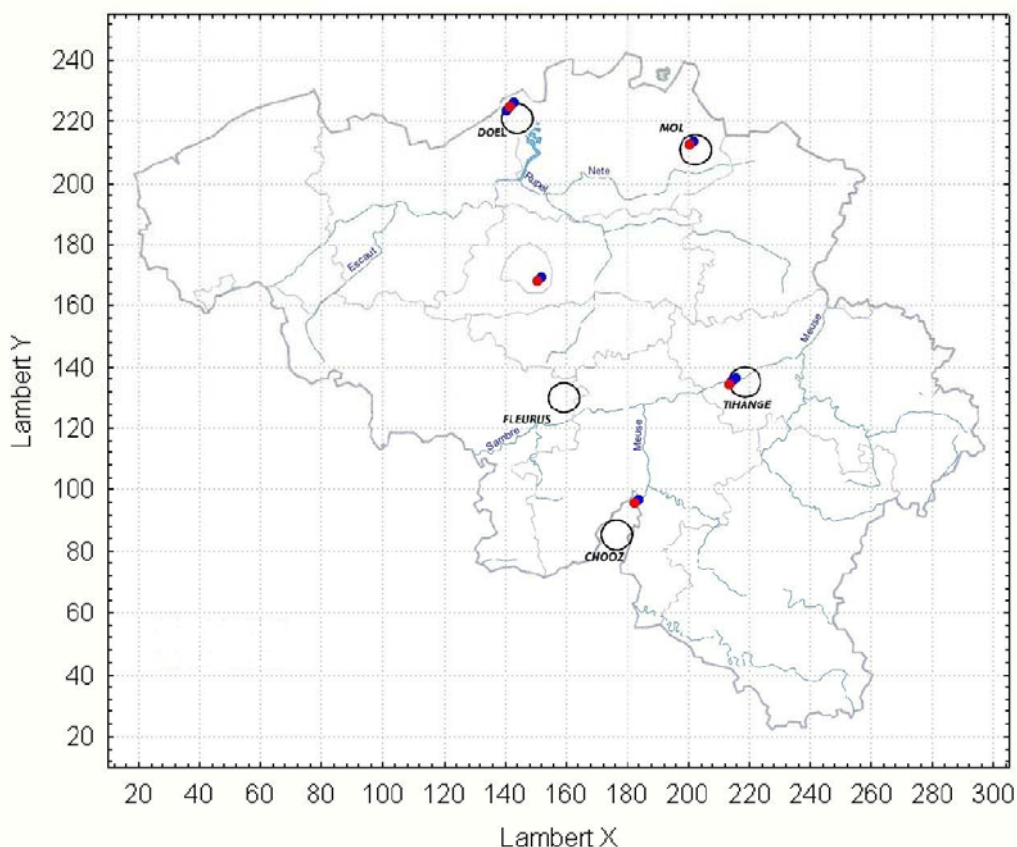 240
220
200
180
160
140
120
100
80
60
40
20
Lambert Y
DOEL
MOL
Rupel
Nete
Escaut
Meuse
TIHANGE
FLEURUS
Sambre
Meuse
CHOOZ
20 40 60 80 100 120 140 160 180 200 220 240 260 280 300
Lambert X